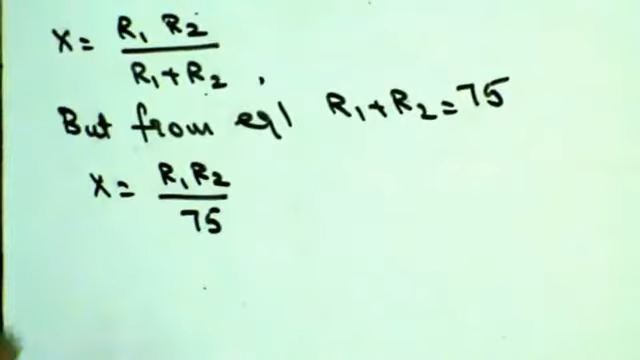 X = R₁ R₂ / R₁+R₂ ,
But from eq1 R₁+R₂=75
X = R₁R₂ / 75